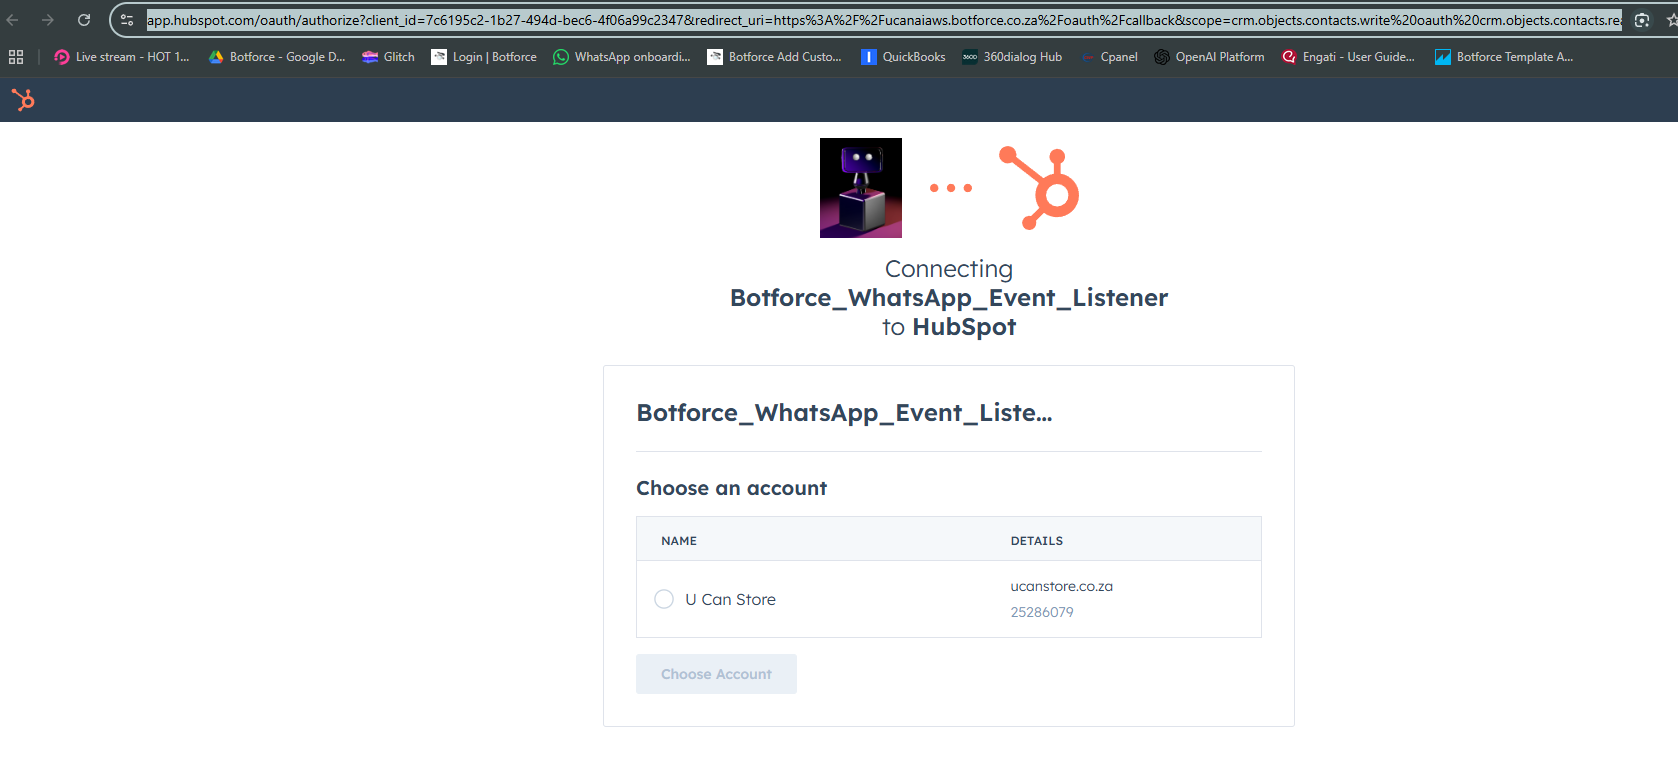 app.hubspot.com/oauth/authorize?client_id=7c6195c2-1b27-494d-bec6-4f06a99c2347&redirect_uri=https%3A%2F%2Fucanaiaws.botforce.co.za%2Foauth%2Fcallback&scope=crm.objects.contacts.write%20oauth%20crm.objects.contacts.rea
Live stream - HOT 1... Botforce - Google D... Glitch Login | Botforce WhatsApp onboardi... Botforce Add Custo... QuickBooks 360dialog Hub Cpanel OpenAI Platform Engati - User Guide... Botforce Template A...
Connecting
Botforce_WhatsApp_Event_Listener
to HubSpot
Botforce_WhatsApp_Event_Liste...
Choose an account
NAME DETAILS
U Can Store
ucanstore.co.za
25286079
Choose Account